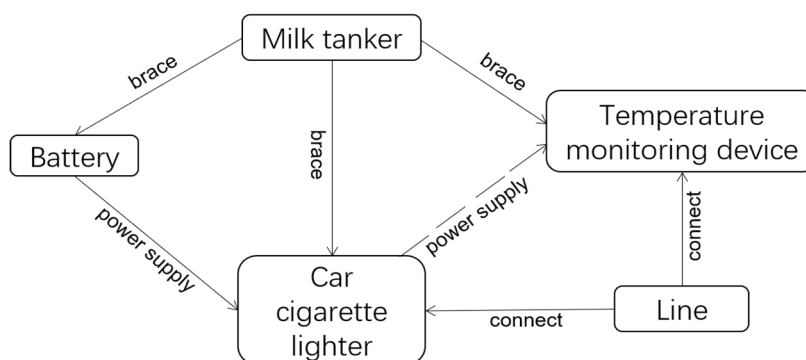 Milk tanker
brace
brace
brace
Battery
Temperature
monitoring device
power supply
power supply
connect
Car
cigarette
lighter
connect
Line